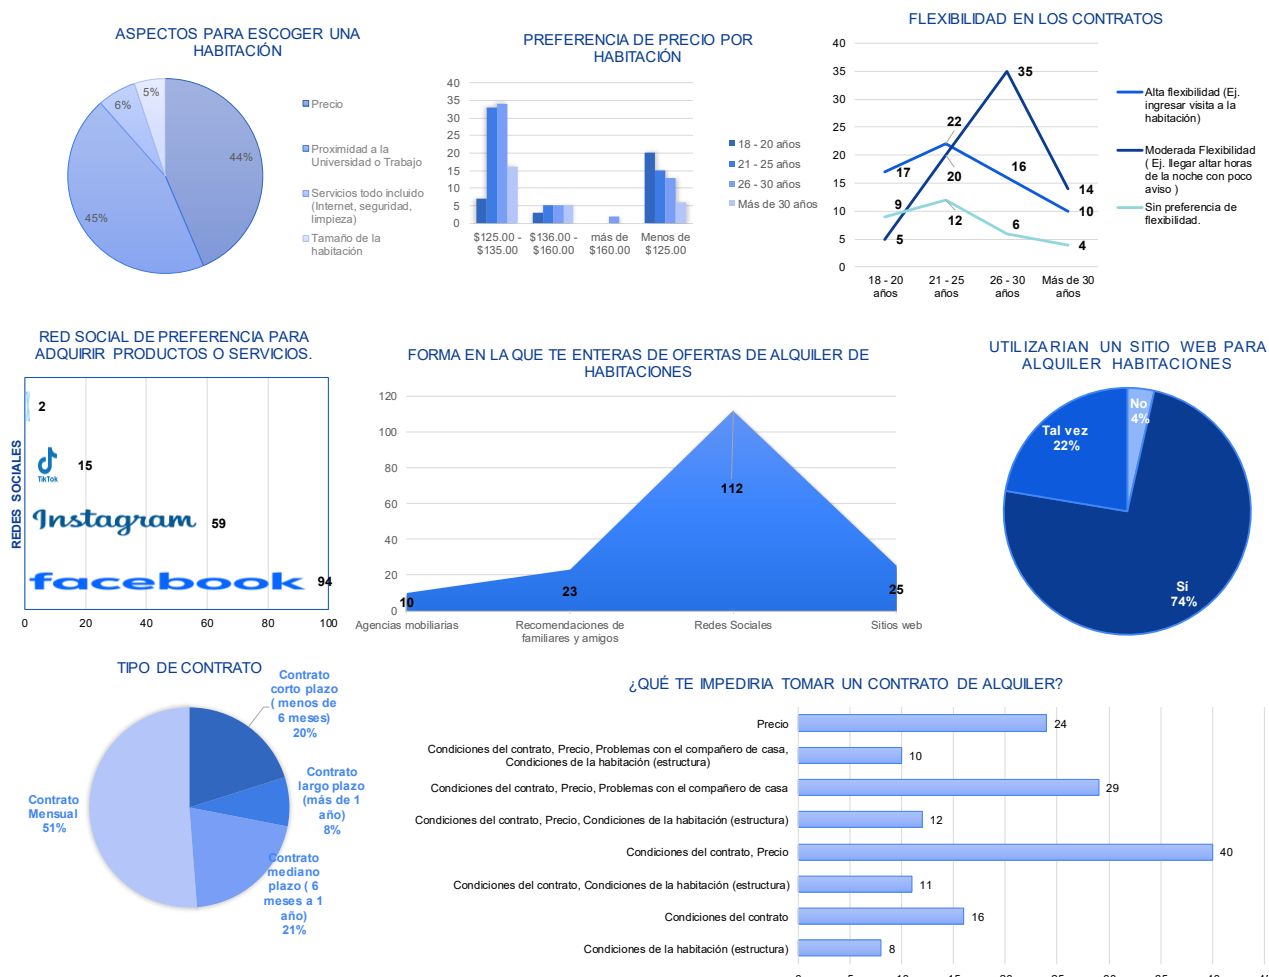 ASPECTOS PARA ESCOGER UNA
HABITACIÓN
5%
6%
44%
45%
Precio
Proximidad a la
Universidad o Trabajo
Servicios todo incluido
(Internet, seguridad,
limpieza)
Tamaño de la
habitación
PREFERENCIA DE PRECIO POR
HABITACIÓN
40
35
30
25
20
15
10
5
0
$125.00 -
$135.00
$136.00 -
$160.00
más de
$160.00
Menos de
$125.00
18 - 20 años
21 - 25 años
26 - 30 años
Más de 30 años
FLEXIBILIDAD EN LOS CONTRATOS
40
35
30
25
20
15
10
5
0
17
22
16
10
5
20
35
14
9
12
6
4
18 - 20
años
21 - 25
años
26 - 30
años
Más de 30
años
Alta flexibilidad (Ej.
ingresar visita a la
habitación)
Moderada Flexibilidad
( Ej. llegar altar horas
de la noche con poco
aviso )
Sin preferencia de
flexibilidad.
RED SOCIAL DE PREFERENCIA PARA
ADQUIRIR PRODUCTOS O SERVICIOS.
REDES SOCIALES
2
TikTok
15
Instagram
59
facebook
94
0 20 40 60 80 100
FORMA EN LA QUE TE ENTERAS DE OFERTAS DE ALQUILER DE
HABITACIONES
120
100
80
60
40
20
0
10
23
112
25
Agencias mobiliarias
Recomendaciones de
familiares y amigos
Redes Sociales
Sitios web
UTILIZARIAN UN SITIO WEB PARA
ALQUILER HABITACIONES
No
4%
Tal vez
22%
Sí
74%
TIPO DE CONTRATO
Contrato
corto plazo
( menos de
6 meses)
20%
Contrato
largo plazo
(más de 1
año)
8%
Contrato
mediano
plazo ( 6
meses a 1
año)
21%
Contrato
Mensual
51%
¿QUÉ TE IMPEDIRIA TOMAR UN CONTRATO DE ALQUILER?
Precio
24
Condiciones del contrato, Precio, Problemas con el compañero de casa,
Condiciones de la habitación (estructura)
10
Condiciones del contrato, Precio, Problemas con el compañero de casa
29
Condiciones del contrato, Precio, Condiciones de la habitación (estructura)
12
Condiciones del contrato, Precio
40
Condiciones del contrato, Condiciones de la habitación (estructura)
11
Condiciones del contrato
16
Condiciones de la habitación (estructura)
8